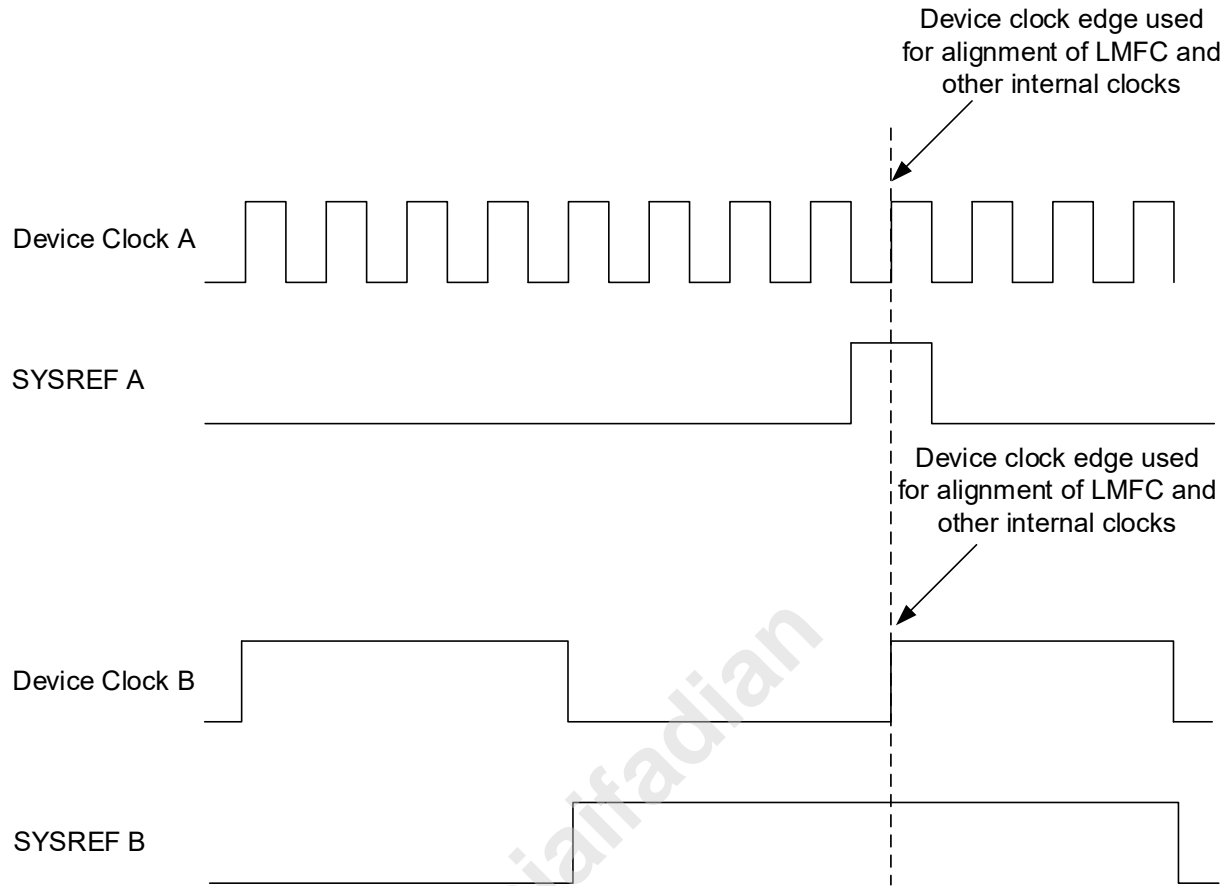 Device clock edge used
for alignment of LMFC and
other internal clocks
Device Clock A
SYSREF A
Device clock edge used
for alignment of LMFC and
other internal clocks
Device Clock B
SYSREF B
jaifadian